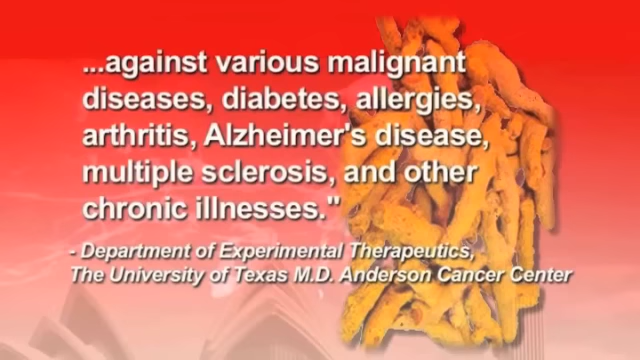 ...against various malignant
diseases, diabetes, allergies,
arthritis, Alzheimer's disease,
multiple sclerosis, and other
chronic illnesses."
- Department of Experimental Therapeutics,
The University of Texas M.D. Anderson Cancer Center